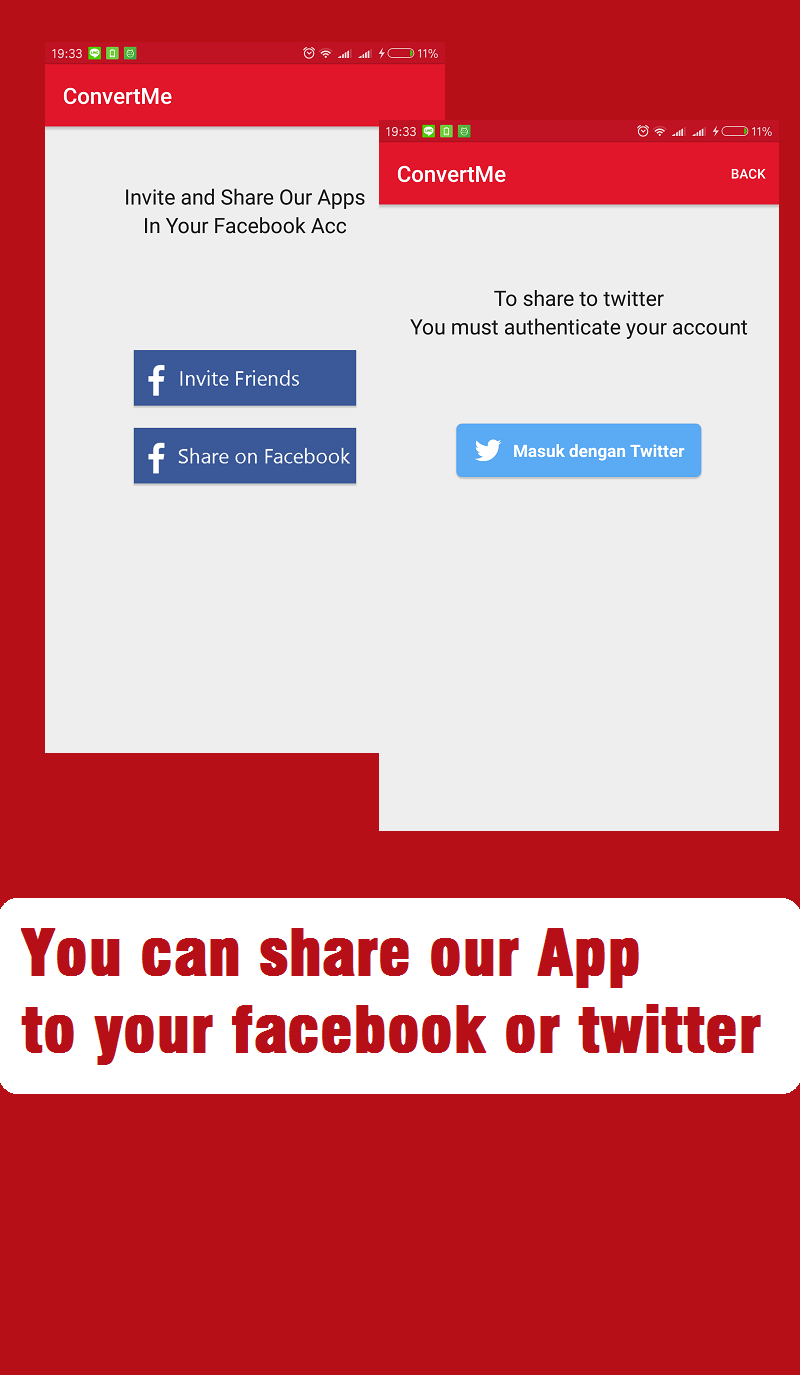 19:33
11%
ConvertMe
Invite and Share Our Apps
In Your Facebook Acc
Invite Friends
Share on Facebook
19:33
11%
ConvertMe
BACK
To share to twitter
You must authenticate your account
Masuk dengan Twitter
You can share our App
to your facebook or twitter